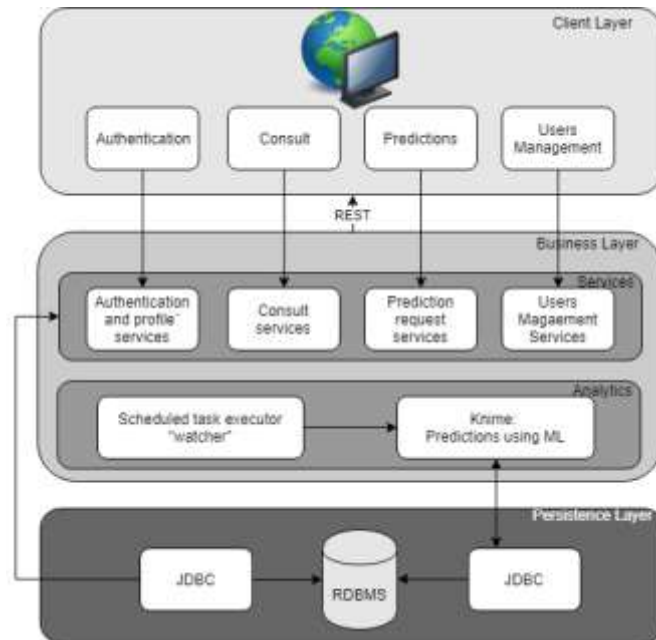 Client Layer
Authentication
Consult
Predictions
Users
Management
REST
Business Layer
Services
Authentication
and profile¨
services
Consult
services
Prediction
request
services
Users
Magaement
Services
Analytics
Scheduled task executor
"watcher"
Knime:
Predictions using ML
Persistence Layer
JDBC
RDBMS
JDBC